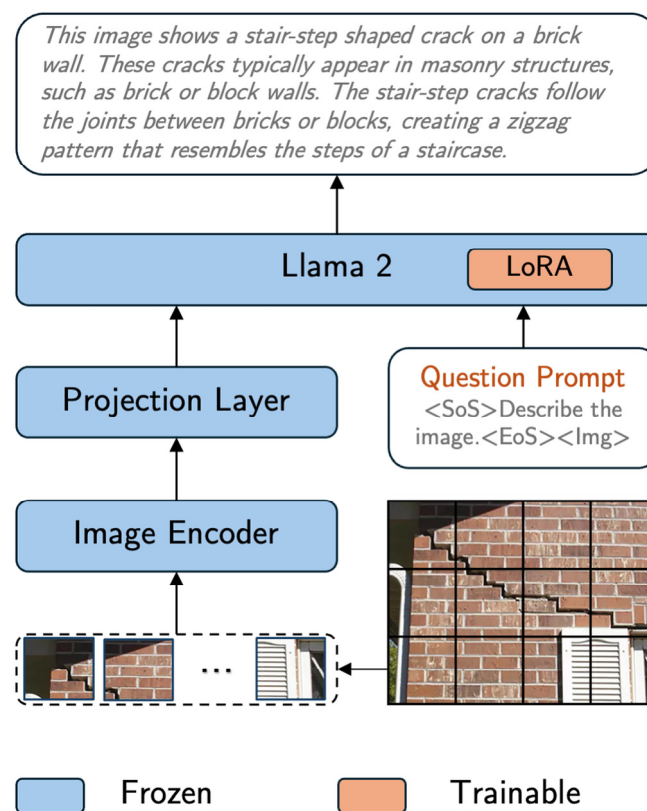 This image shows a stair-step shaped crack on a brick
wall. These cracks typically appear in masonry structures,
such as brick or block walls. The stair-step cracks follow
the joints between bricks or blocks, creating a zigzag
pattern that resembles the steps of a staircase.
Llama 2
LoRA
Projection Layer
Question Prompt
<SoS>Describe the
image.<EoS><Img>
Image Encoder
...
Frozen
Trainable